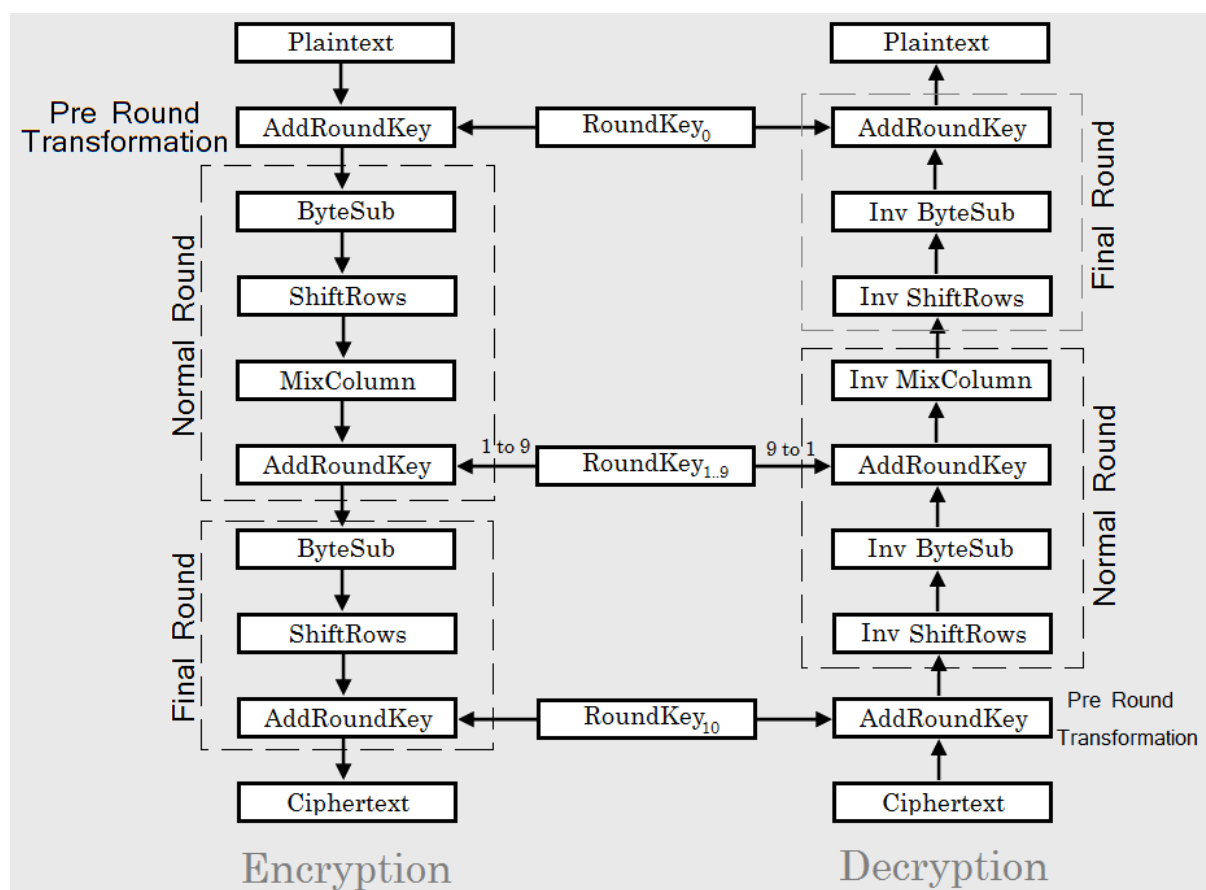 Plaintext
Plaintext
Pre Round
Transformation
AddRoundKey
RoundKey0
AddRoundKey
ByteSub
Inv ByteSub
Final Round
ShiftRows
Inv ShiftRows
Normal Round
MixColumn
Inv MixColumn
AddRoundKey
1 to 9
RoundKey1..9
9 to 1
AddRoundKey
Normal Round
ByteSub
Inv ByteSub
Final Round
ShiftRows
Inv ShiftRows
AddRoundKey
RoundKey10
AddRoundKey
Pre Round
Transformation
Ciphertext
Ciphertext
Encryption
Decryption